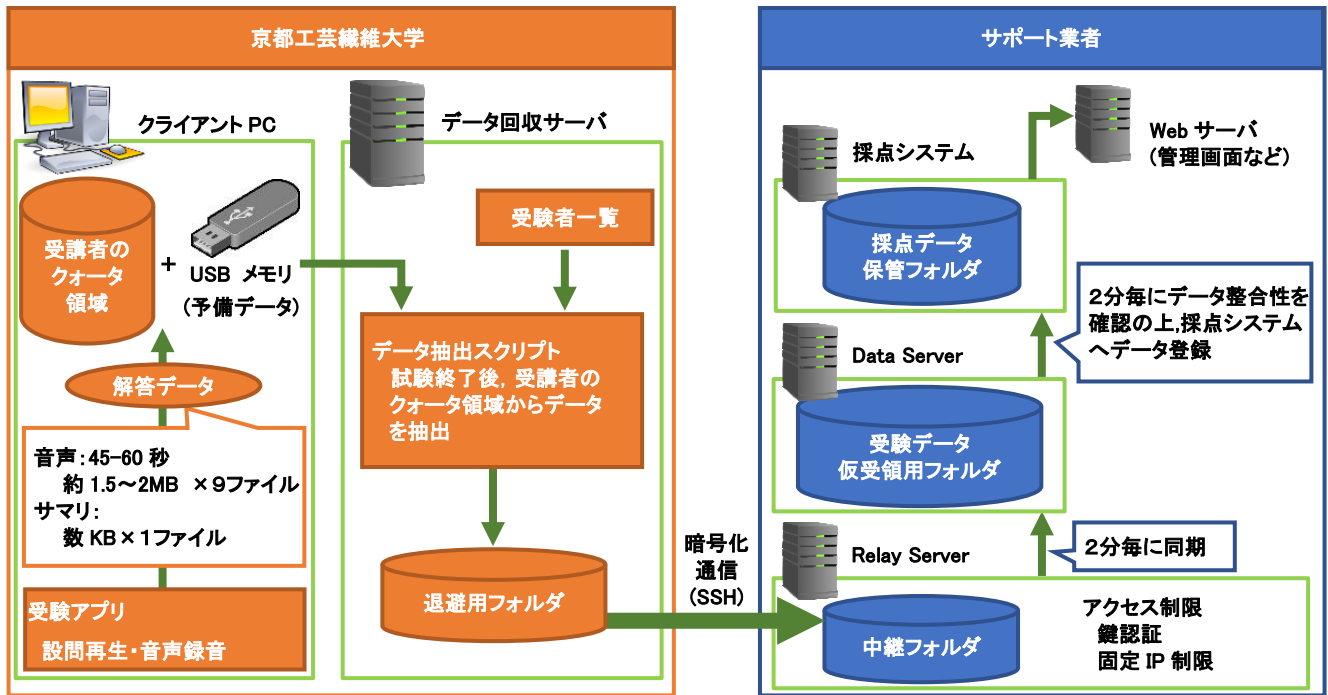 京都工芸繊維大学
クライアント PC
受講者の
クォータ
領域
+
USB メモリ
(予備データ)
解答データ
音声：45-60 秒
約 1.5～2MB ×９ファイル
サマリ：
数 KB×１ファイル
受験アプリ
設問再生・音声録音
データ回収サーバ
受験者一覧
データ抽出スクリプト
試験終了後，受講者の
クォータ領域からデータ
を抽出
退避用フォルダ
暗号化
通信
(SSH)
サポート業者
採点システム
Web サーバ
(管理画面など)
採点データ
保管フォルダ
２分毎にデータ整合性を
確認の上,採点システム
へデータ登録
Data Server
受験データ
仮受領用フォルダ
Relay Server
２分毎に同期
中継フォルダ
アクセス制限
鍵認証
固定 IP 制限